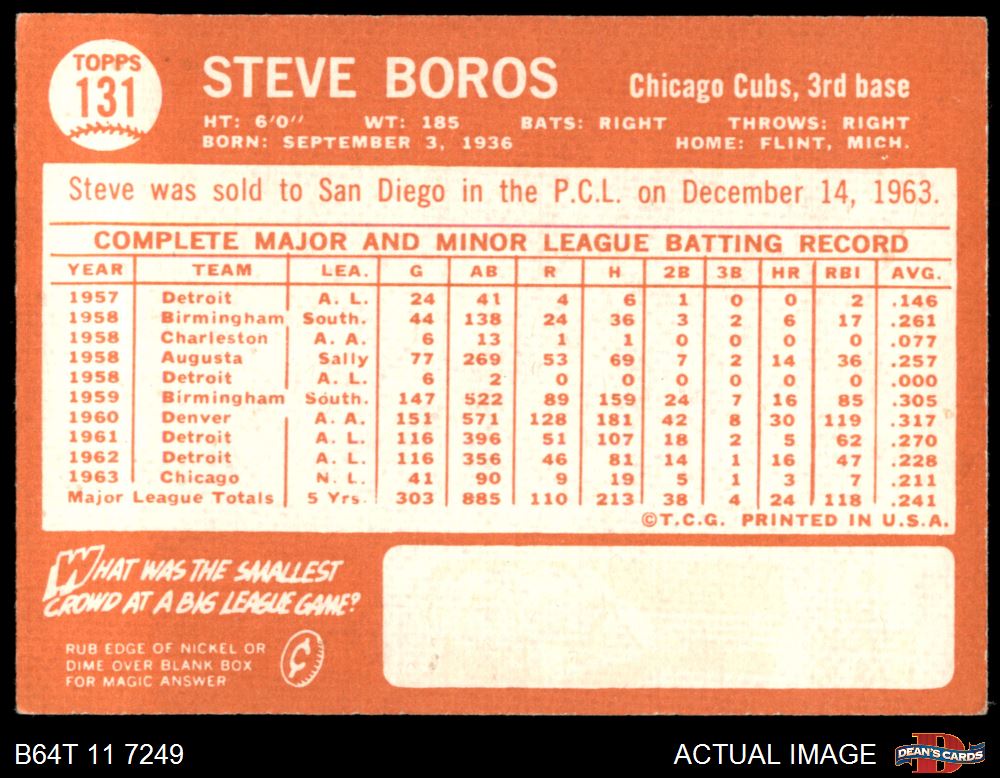 TOPPS
131
STEVE BOROS
Chicago Cubs, 3rd base
HT: 6'0" WT: 185 BATS: RIGHT THROWS: RIGHT
BORN: SEPTEMBER 3, 1936 HOME: FLINT, MICH.
Steve was sold to San Diego in the P.C.L. on December 14, 1963.
COMPLETE MAJOR AND MINOR LEAGUE BATTING RECORD
YEAR TEAM LEA. G AB R H 2B 3B HR RBI AVG.
1957 Detroit A. L. 24 41 4 6 1 0 0 2 .146
1958 Birmingham South. 44 138 24 36 3 2 6 17 .261
1958 Charleston A. A. 6 13 1 1 0 0 0 0 .077
1958 Augusta Sally 77 269 53 69 7 2 14 36 .257
1958 Detroit A. L. 6 2 0 0 0 0 0 0 .000
1959 Birmingham South. 147 522 89 159 24 7 16 85 .305
1960 Denver A. A. 151 571 128 181 42 8 30 119 .317
1961 Detroit A. L. 116 396 51 107 18 2 5 62 .270
1962 Detroit A. L. 116 356 46 81 14 1 16 47 .228
1963 Chicago N. L. 41 90 9 19 5 1 3 7 .211
Major League Totals 5 Yrs. 303 885 110 213 38 4 24 118 .241
©T.C.G. PRINTED IN U.S.A.
WHAT WAS THE SMALLEST
CROWD AT A BIG LEAGUE GAME?
RUB EDGE OF NICKEL OR
DIME OVER BLANK BOX
FOR MAGIC ANSWER
B64T 11 7249
ACTUAL IMAGE
DEAN'S CARDS